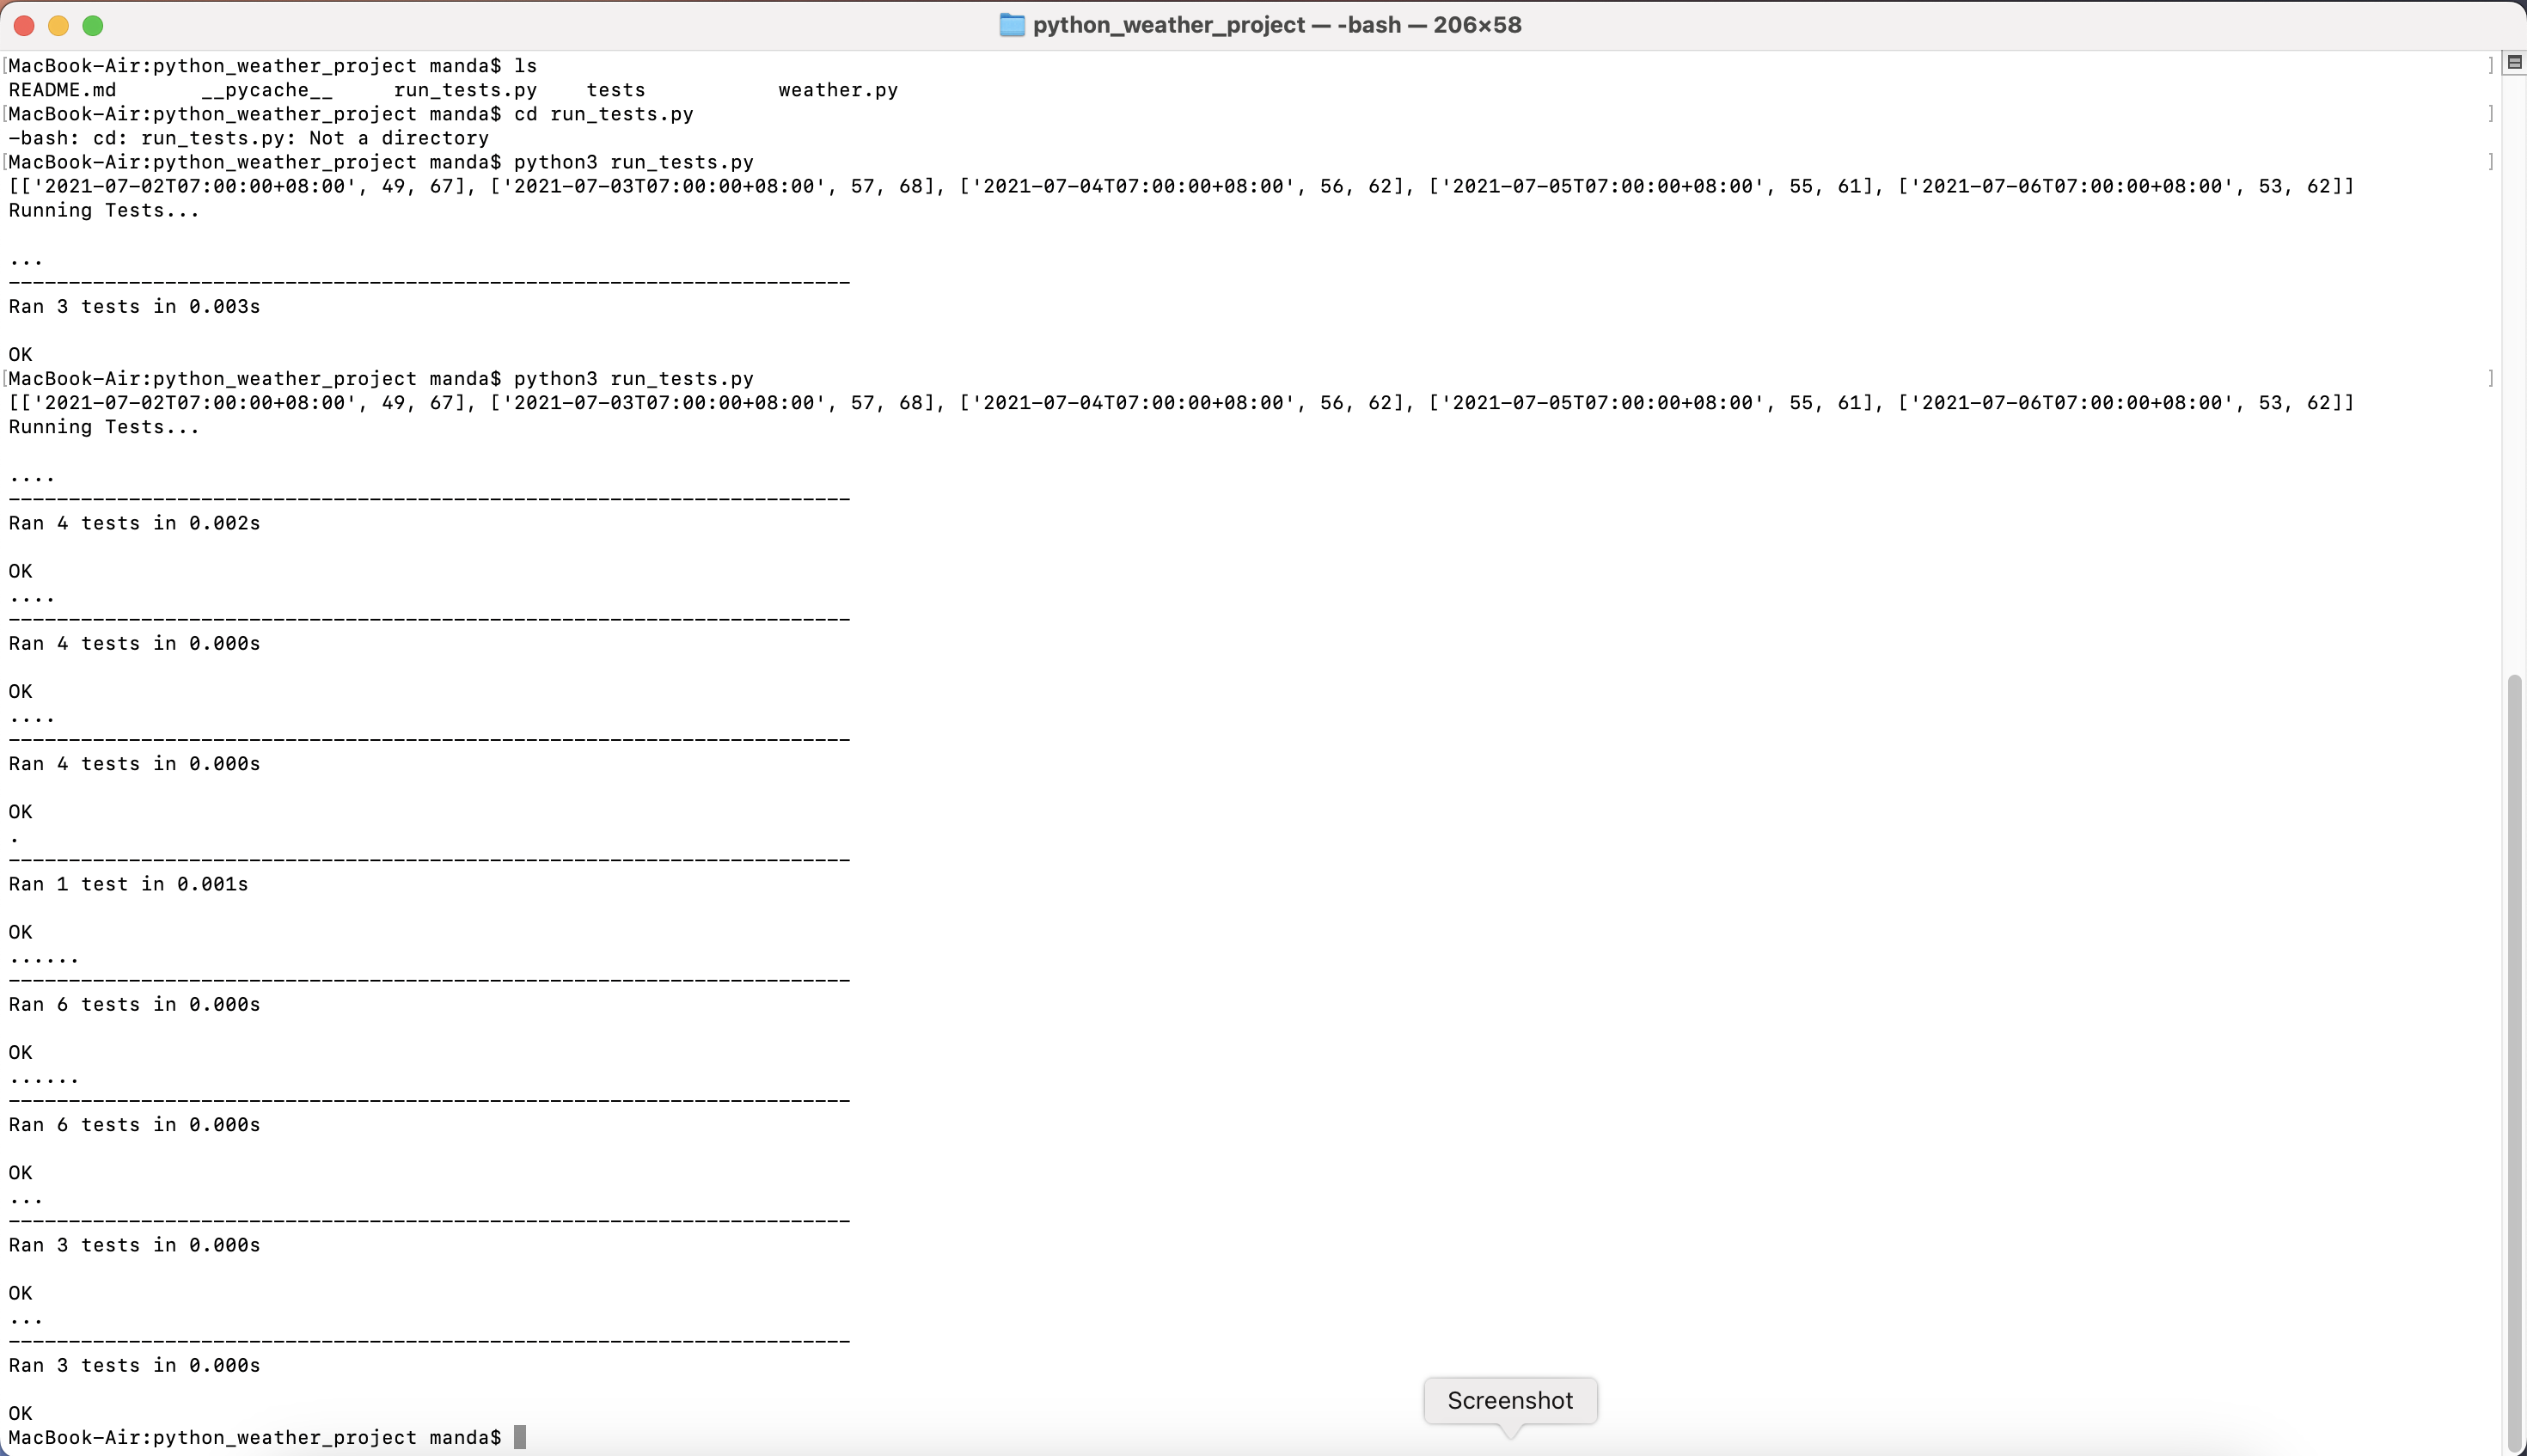 python_weather_project — -bash — 206×58
[MacBook-Air:python_weather_project manda$ ls ]
README.md __pycache__ run_tests.py tests weather.py
[MacBook-Air:python_weather_project manda$ cd run_tests.py ]
-bash: cd: run_tests.py: Not a directory
[MacBook-Air:python_weather_project manda$ python3 run_tests.py ]
[['2021-07-02T07:00:00+08:00', 49, 67], ['2021-07-03T07:00:00+08:00', 57, 68], ['2021-07-04T07:00:00+08:00', 56, 62], ['2021-07-05T07:00:00+08:00', 55, 61], ['2021-07-06T07:00:00+08:00', 53, 62]]
Running Tests...
...
----------------------------------------------------------------------
Ran 3 tests in 0.003s
OK
[MacBook-Air:python_weather_project manda$ python3 run_tests.py ]
[['2021-07-02T07:00:00+08:00', 49, 67], ['2021-07-03T07:00:00+08:00', 57, 68], ['2021-07-04T07:00:00+08:00', 56, 62], ['2021-07-05T07:00:00+08:00', 55, 61], ['2021-07-06T07:00:00+08:00', 53, 62]]
Running Tests...
....
----------------------------------------------------------------------
Ran 4 tests in 0.002s
OK
....
----------------------------------------------------------------------
Ran 4 tests in 0.000s
OK
....
----------------------------------------------------------------------
Ran 4 tests in 0.000s
OK
.
----------------------------------------------------------------------
Ran 1 test in 0.001s
OK
......
----------------------------------------------------------------------
Ran 6 tests in 0.000s
OK
......
----------------------------------------------------------------------
Ran 6 tests in 0.000s
OK
...
----------------------------------------------------------------------
Ran 3 tests in 0.000s
OK
...
----------------------------------------------------------------------
Ran 3 tests in 0.000s
OK
MacBook-Air:python_weather_project manda$
Screenshot